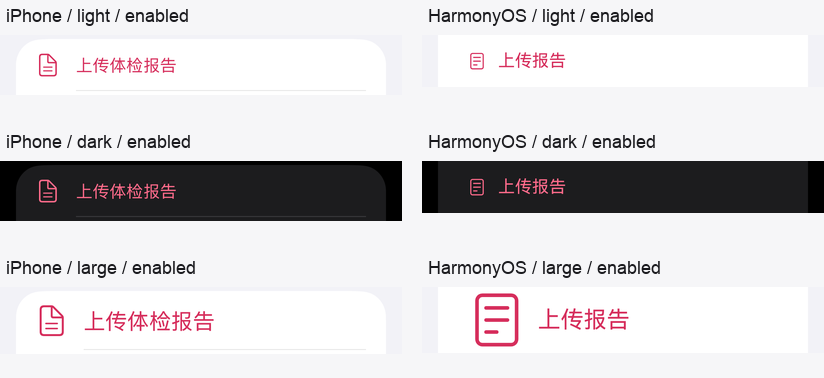 iPhone / light / enabled
HarmonyOS / light / enabled
上传体检报告
上传报告
iPhone / dark / enabled
HarmonyOS / dark / enabled
上传体检报告
上传报告
iPhone / large / enabled
HarmonyOS / large / enabled
上传体检报告
上传报告